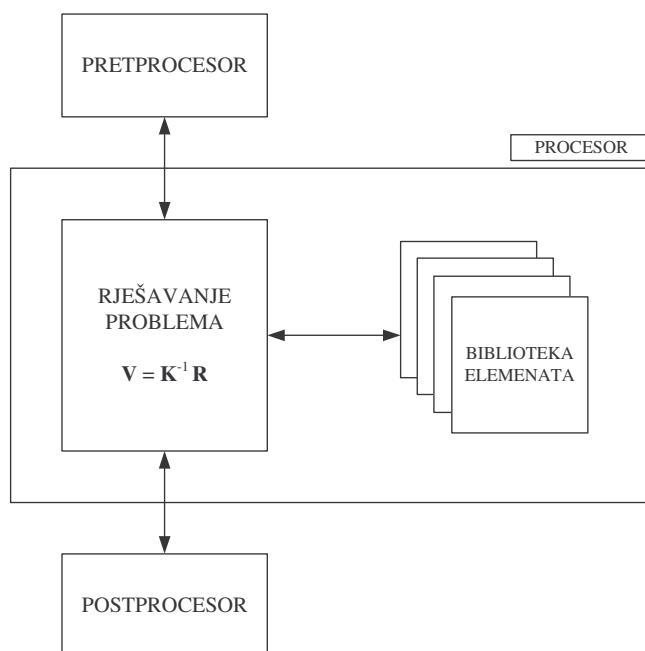 PRETPROCESOR
PROCESOR
RJEŠAVANJE
PROBLEMA
V = K⁻¹ R
BIBLIOTEKA
ELEMENATA
POSTPROCESOR